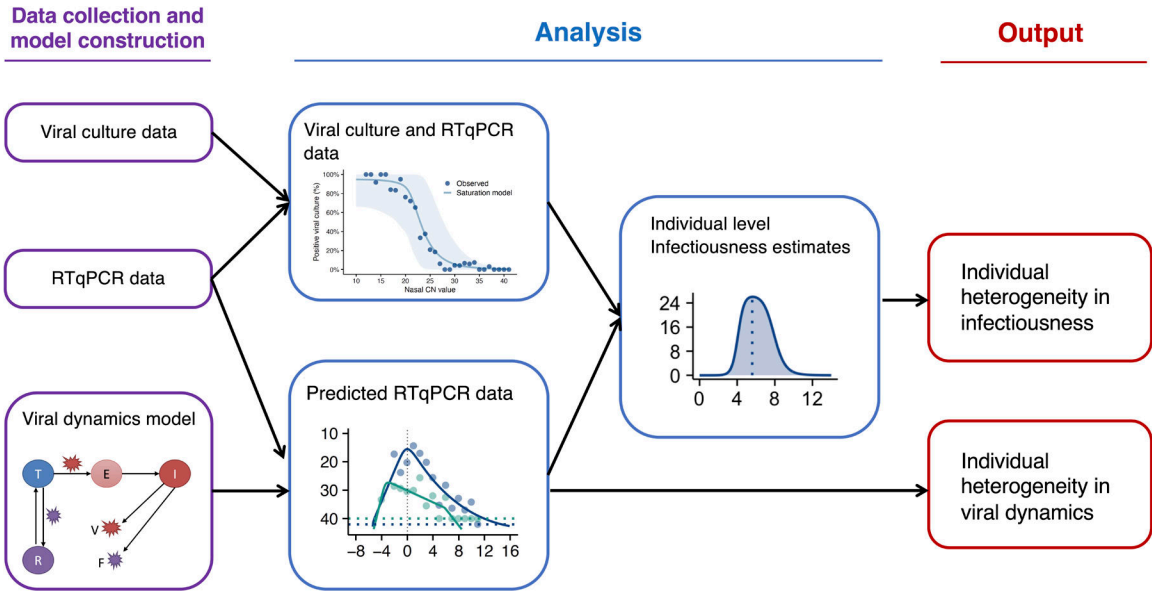 Data collection and
model construction
Analysis
Output
Viral culture data
RTqPCR data
Viral dynamics model
T
E
I
V
R
F
Viral culture and RTqPCR
data
Positive viral culture (%)
100%
80%
60%
40%
20%
0%
Observed
Saturation model
10 15 20 25 30 35 40
Nasal CN value
Predicted RTqPCR data
10
20
30
40
−8 −4 0 4 8 12 16
Individual level
Infectiousness estimates
24
16
8
0
0 4 8 12
Individual
heterogeneity in
infectiousness
Individual
heterogeneity in
viral dynamics